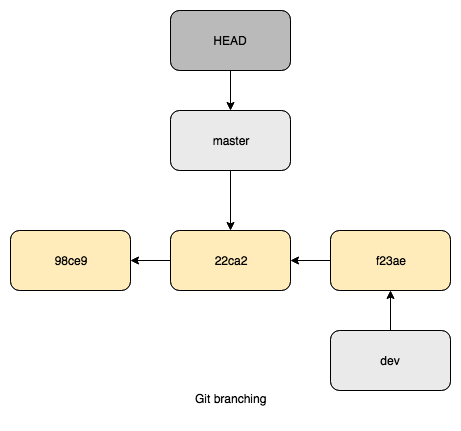 HEAD
master
98ce9
22ca2
f23ae
dev
Git branching